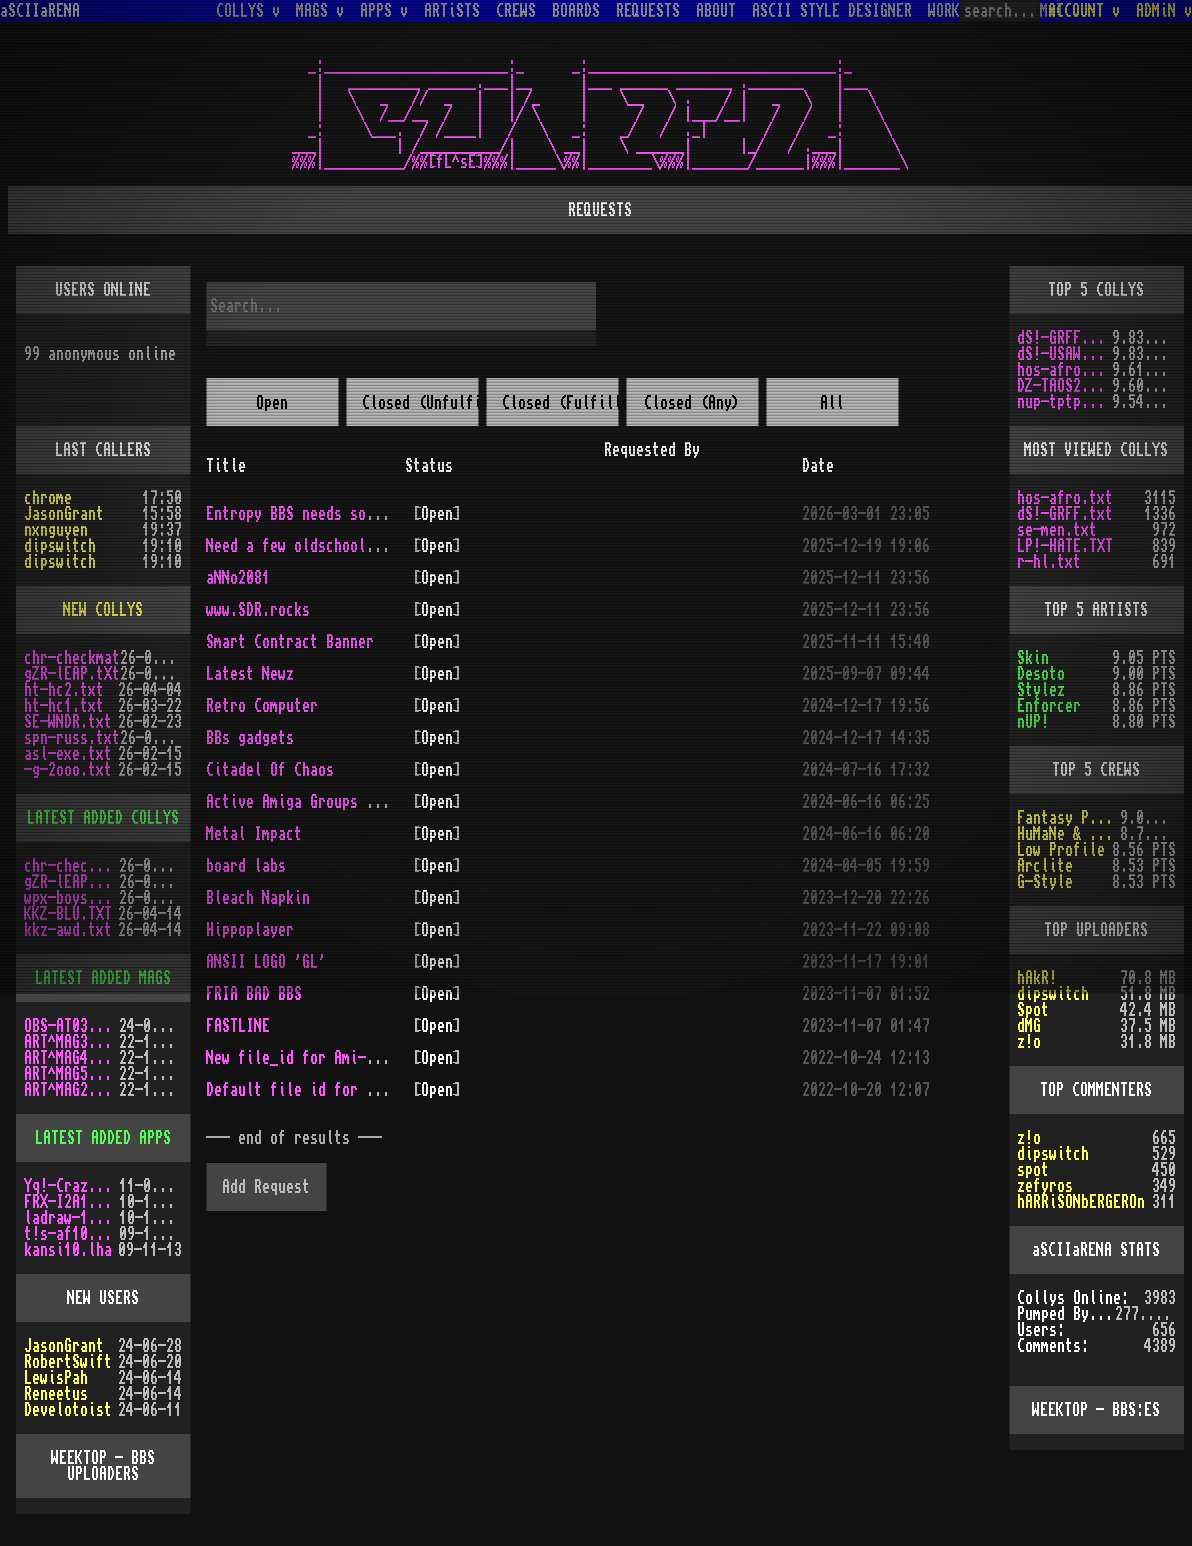 aSCIIaRENA COLLYS v MAGS v APPS v ARTiSTS CREWS BOARDS REQUESTS ABOUT ASCII STYLE DESIGNER WORK search... ACCOUNT v ADMiN v
%%%[fL^sE]%%%
REQUESTS
USERS ONLINE
99 anonymous online
LAST CALLERS
chrome 17:50
JasonGrant 15:58
nxnguyen 19:37
dipswitch 19:10
dipswitch 19:10
NEW COLLYS
chr-checkmat26-0...
gZR-lEAP.tXt26-0...
ht-hc2.txt 26-04-04
ht-hc1.txt 26-03-22
SE-WNDR.txt 26-02-23
spn-russ.txt26-0...
asl-exe.txt 26-02-15
-g-2ooo.txt 26-02-15
LATEST ADDED COLLYS
chr-chec... 26-0...
gZR-lEAP... 26-0...
wpx-boys... 26-0...
KKZ-BLU.TXT 26-04-14
kkz-awd.txt 26-04-14
LATEST ADDED MAGS
OBS-AT03... 24-0...
ART^MAG3... 22-1...
ART^MAG4... 22-1...
ART^MAG5... 22-1...
ART^MAG2... 22-1...
LATEST ADDED APPS
Yq!-Craz... 11-0...
FRX-I2A1... 10-1...
ladraw-1... 10-1...
t!s-af10... 09-1...
kansi10.lha 09-11-13
NEW USERS
JasonGrant 24-06-28
RobertSwift 24-06-20
LewisPah 24-06-14
Reneetus 24-06-14
Develotoist 24-06-11
WEEKTOP - BBS
UPLOADERS
Search...
Open Closed (Unfulfi Closed (Fulfill Closed (Any) All
Title Status Requested By Date
Entropy BBS needs so... [Open] 2026-03-01 23:05
Need a few oldschool... [Open] 2025-12-19 19:06
aNNo2081 [Open] 2025-12-11 23:56
www.SDR.rocks [Open] 2025-12-11 23:56
Smart Contract Banner [Open] 2025-11-11 15:40
Latest Newz [Open] 2025-09-07 09:44
Retro Computer [Open] 2024-12-17 19:56
BBs gadgets [Open] 2024-12-17 14:35
Citadel Of Chaos [Open] 2024-07-16 17:32
Active Amiga Groups ... [Open] 2024-06-16 06:25
Metal Impact [Open] 2024-06-16 06:20
board labs [Open] 2024-04-05 19:59
Bleach Napkin [Open] 2023-12-20 22:26
Hippoplayer [Open] 2023-11-22 09:08
ANSII LOGO 'GL' [Open] 2023-11-17 19:01
FRIA BAD BBS [Open] 2023-11-07 01:52
FASTLINE [Open] 2023-11-07 01:47
New file_id for Ami-... [Open] 2022-10-24 12:13
Default file id for ... [Open] 2022-10-20 12:07
── end of results ──
Add Request
TOP 5 COLLYS
dS!-GRFF... 9.83...
dS!-USAW... 9.83...
hos-afro... 9.61...
DZ-TAOS2... 9.60...
nup-tptp... 9.54...
MOST VIEWED COLLYS
hos-afro.txt 3115
dS!-GRFF.txt 1336
se-men.txt 972
LP!-HATE.TXT 839
r-hl.txt 691
TOP 5 ARTISTS
Skin 9.05 PTS
Desoto 9.00 PTS
Stylez 8.86 PTS
Enforcer 8.86 PTS
nUP! 8.80 PTS
TOP 5 CREWS
Fantasy P... 9.0...
HuMaNe & ... 8.7...
Low Profile 8.56 PTS
Arclite 8.53 PTS
G-Style 8.53 PTS
TOP UPLOADERS
hAkR! 70.8 MB
dipswitch 51.8 MB
Spot 42.4 MB
dMG 37.5 MB
z!o 31.8 MB
TOP COMMENTERS
z!o 665
dipswitch 529
spot 450
zefyros 349
hARRiSONbERGEROn 311
aSCIIaRENA STATS
Collys Online: 3983
Pumped By...277....
Users: 656
Comments: 4389
WEEKTOP - BBS:ES